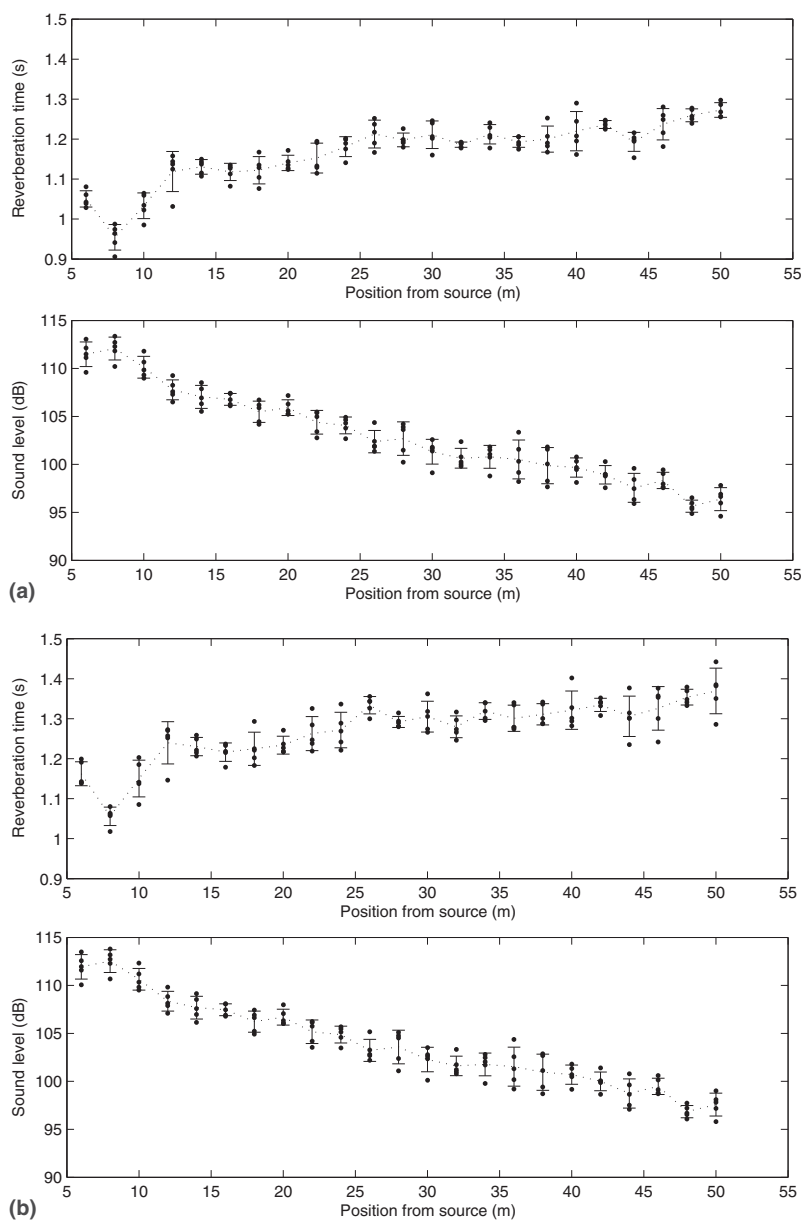 1.5
1.4
1.3
1.2
1.1
1
0.9
Reverberation time (s)
5 10 15 20 25 30 35 40 45 50 55
Position from source (m)
115
110
105
100
95
90
Sound level (dB)
5 10 15 20 25 30 35 40 45 50 55
Position from source (m)
(a)
1.5
1.4
1.3
1.2
1.1
1
0.9
Reverberation time (s)
5 10 15 20 25 30 35 40 45 50 55
Position from source (m)
115
110
105
100
95
90
Sound level (dB)
5 10 15 20 25 30 35 40 45 50 55
Position from source (m)
(b)